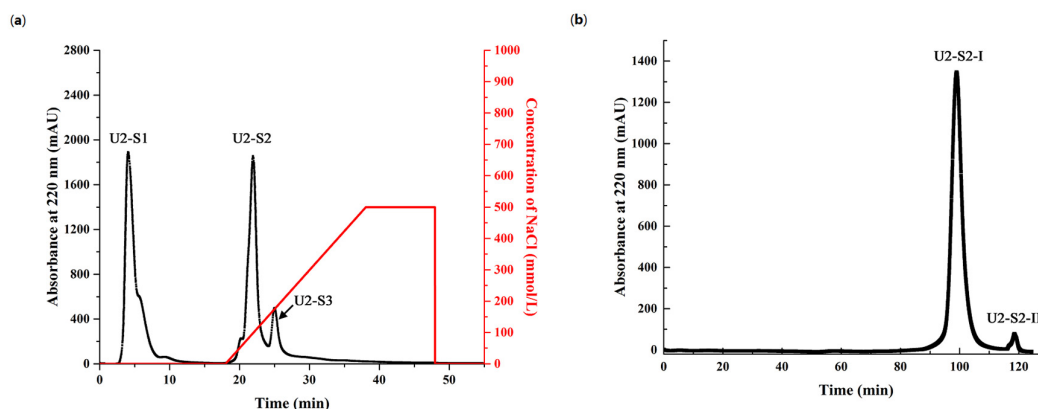 (a)
2800
2400
2000
1600
1200
800
400
0
Absorbance at 220 nm (mAU)
U2-S1
U2-S2
U2-S3
1000
900
800
700
600
500
400
300
200
100
0
Concentration of NaCl (mmol/L)
0 10 20 30 40 50
Time (min)
(b)
1400
1200
1000
800
600
400
200
0
Absorbance at 220 nm (mAU)
U2-S2-I
U2-S2-II
0 20 40 60 80 100 120
Time (min)